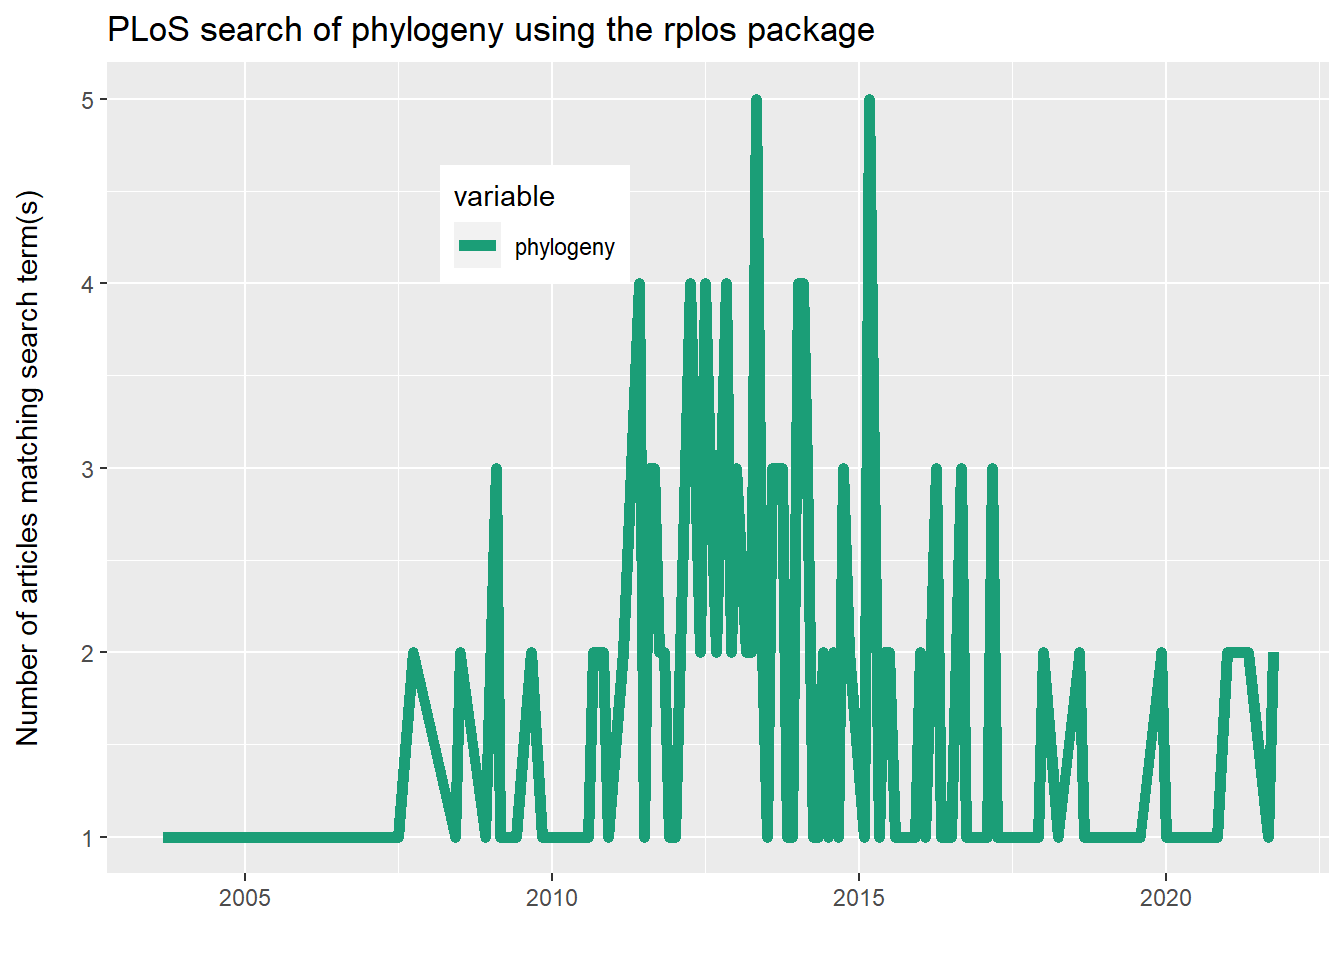 PLoS search of phylogeny using the rplos package
Number of articles matching search term(s)
5
4
3
2
1
variable
phylogeny
2005
2010
2015
2020